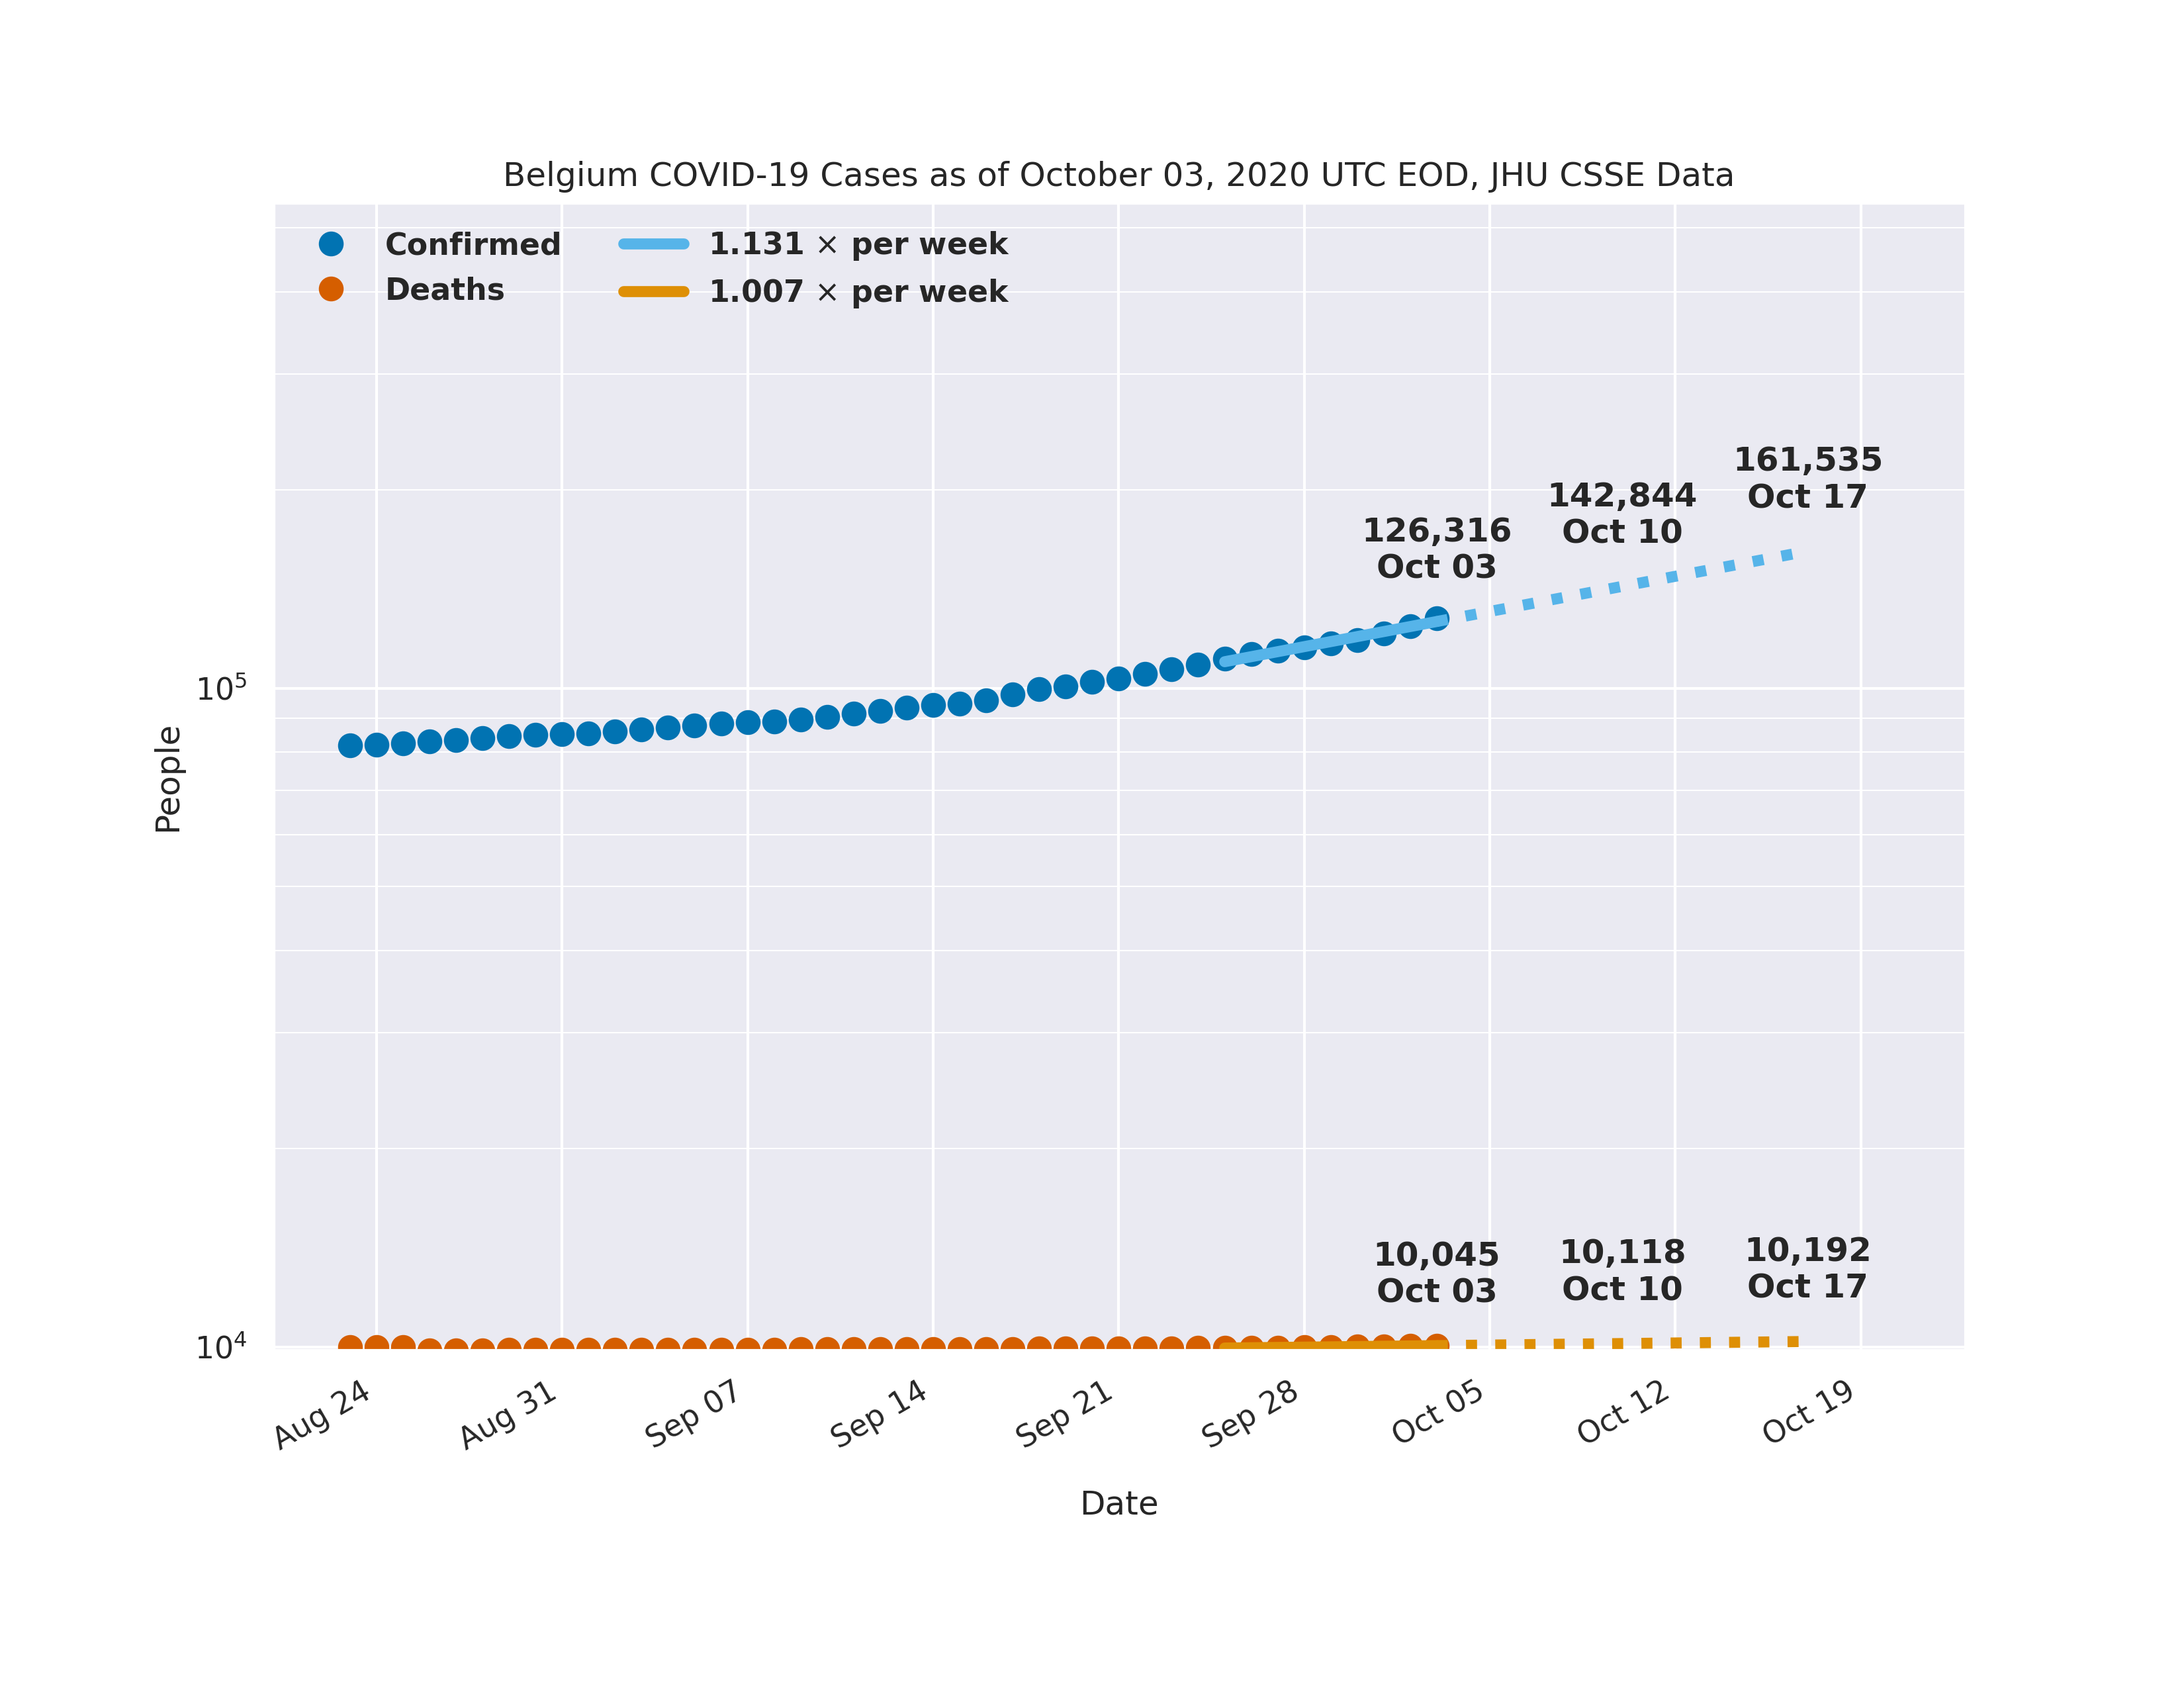 Belgium COVID-19 Cases as of October 03, 2020 UTC EOD, JHU CSSE Data
Confirmed
Deaths
1.131 × per week
1.007 × per week
161,535
Oct 17
142,844
Oct 10
126,316
Oct 03
10⁵
People
10,045
Oct 03
10,118
Oct 10
10,192
Oct 17
10⁴
Aug 24
Aug 31
Sep 07
Sep 14
Sep 21
Sep 28
Oct 05
Oct 12
Oct 19
Date